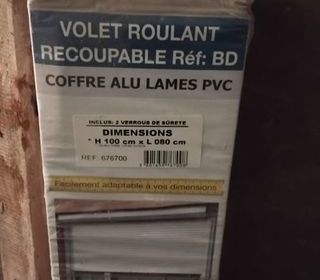 VOLET ROULANT
RECOUPABLE Réf: BD
COFFRE ALU LAMES PVC
INCLUS: 2 VERROUS DE SÛRETE
DIMENSIONS
* H 100 cm x L 080 cm
REF 676700
Facilement adaptable à vos dimensions